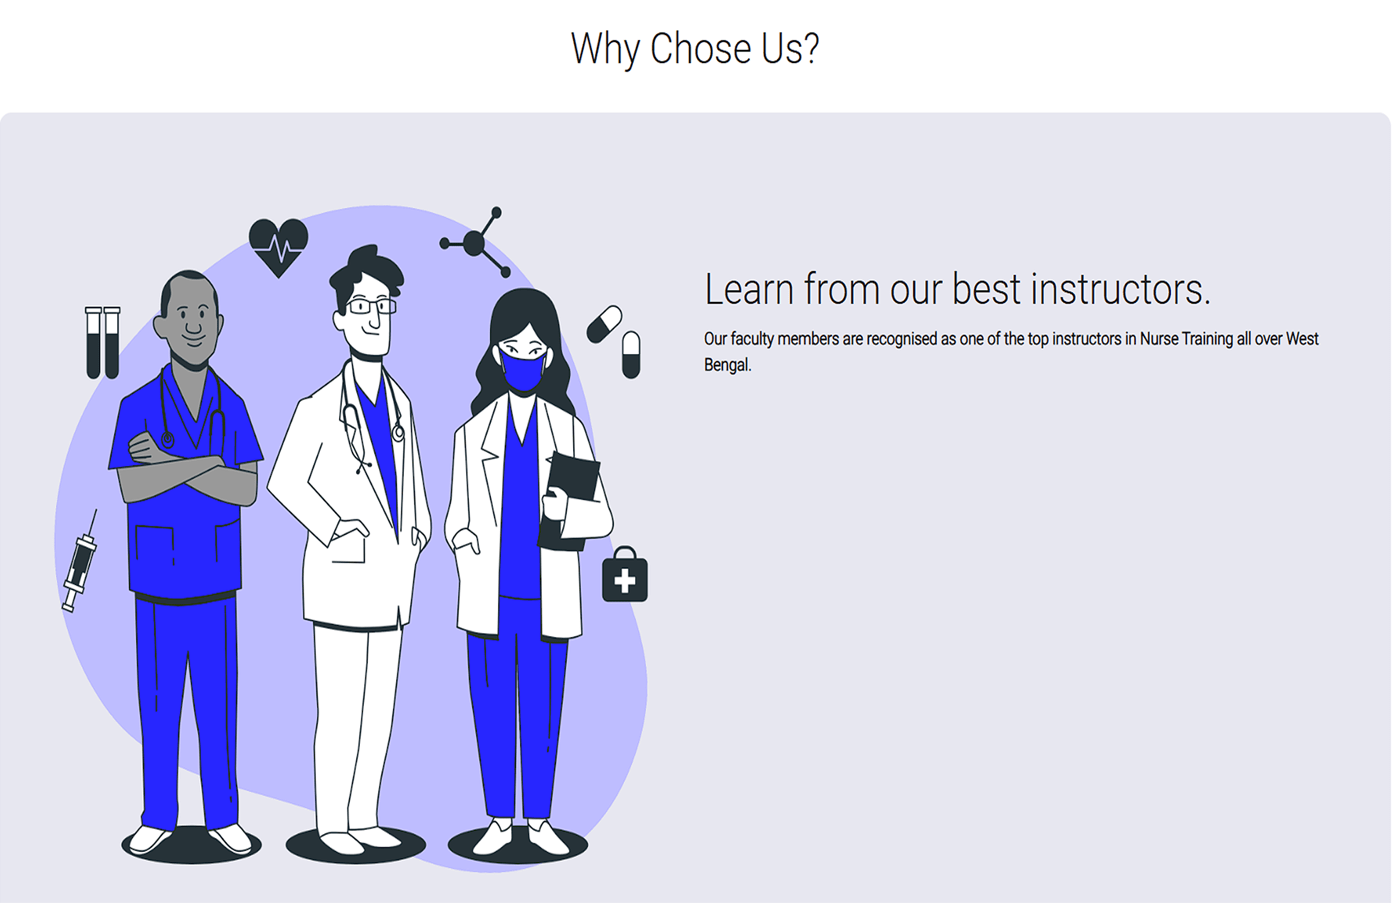 Why Chose Us?
Learn from our best instructors.
Our faculty members are recognised as one of the top instructors in Nurse Training all over West
Bengal.